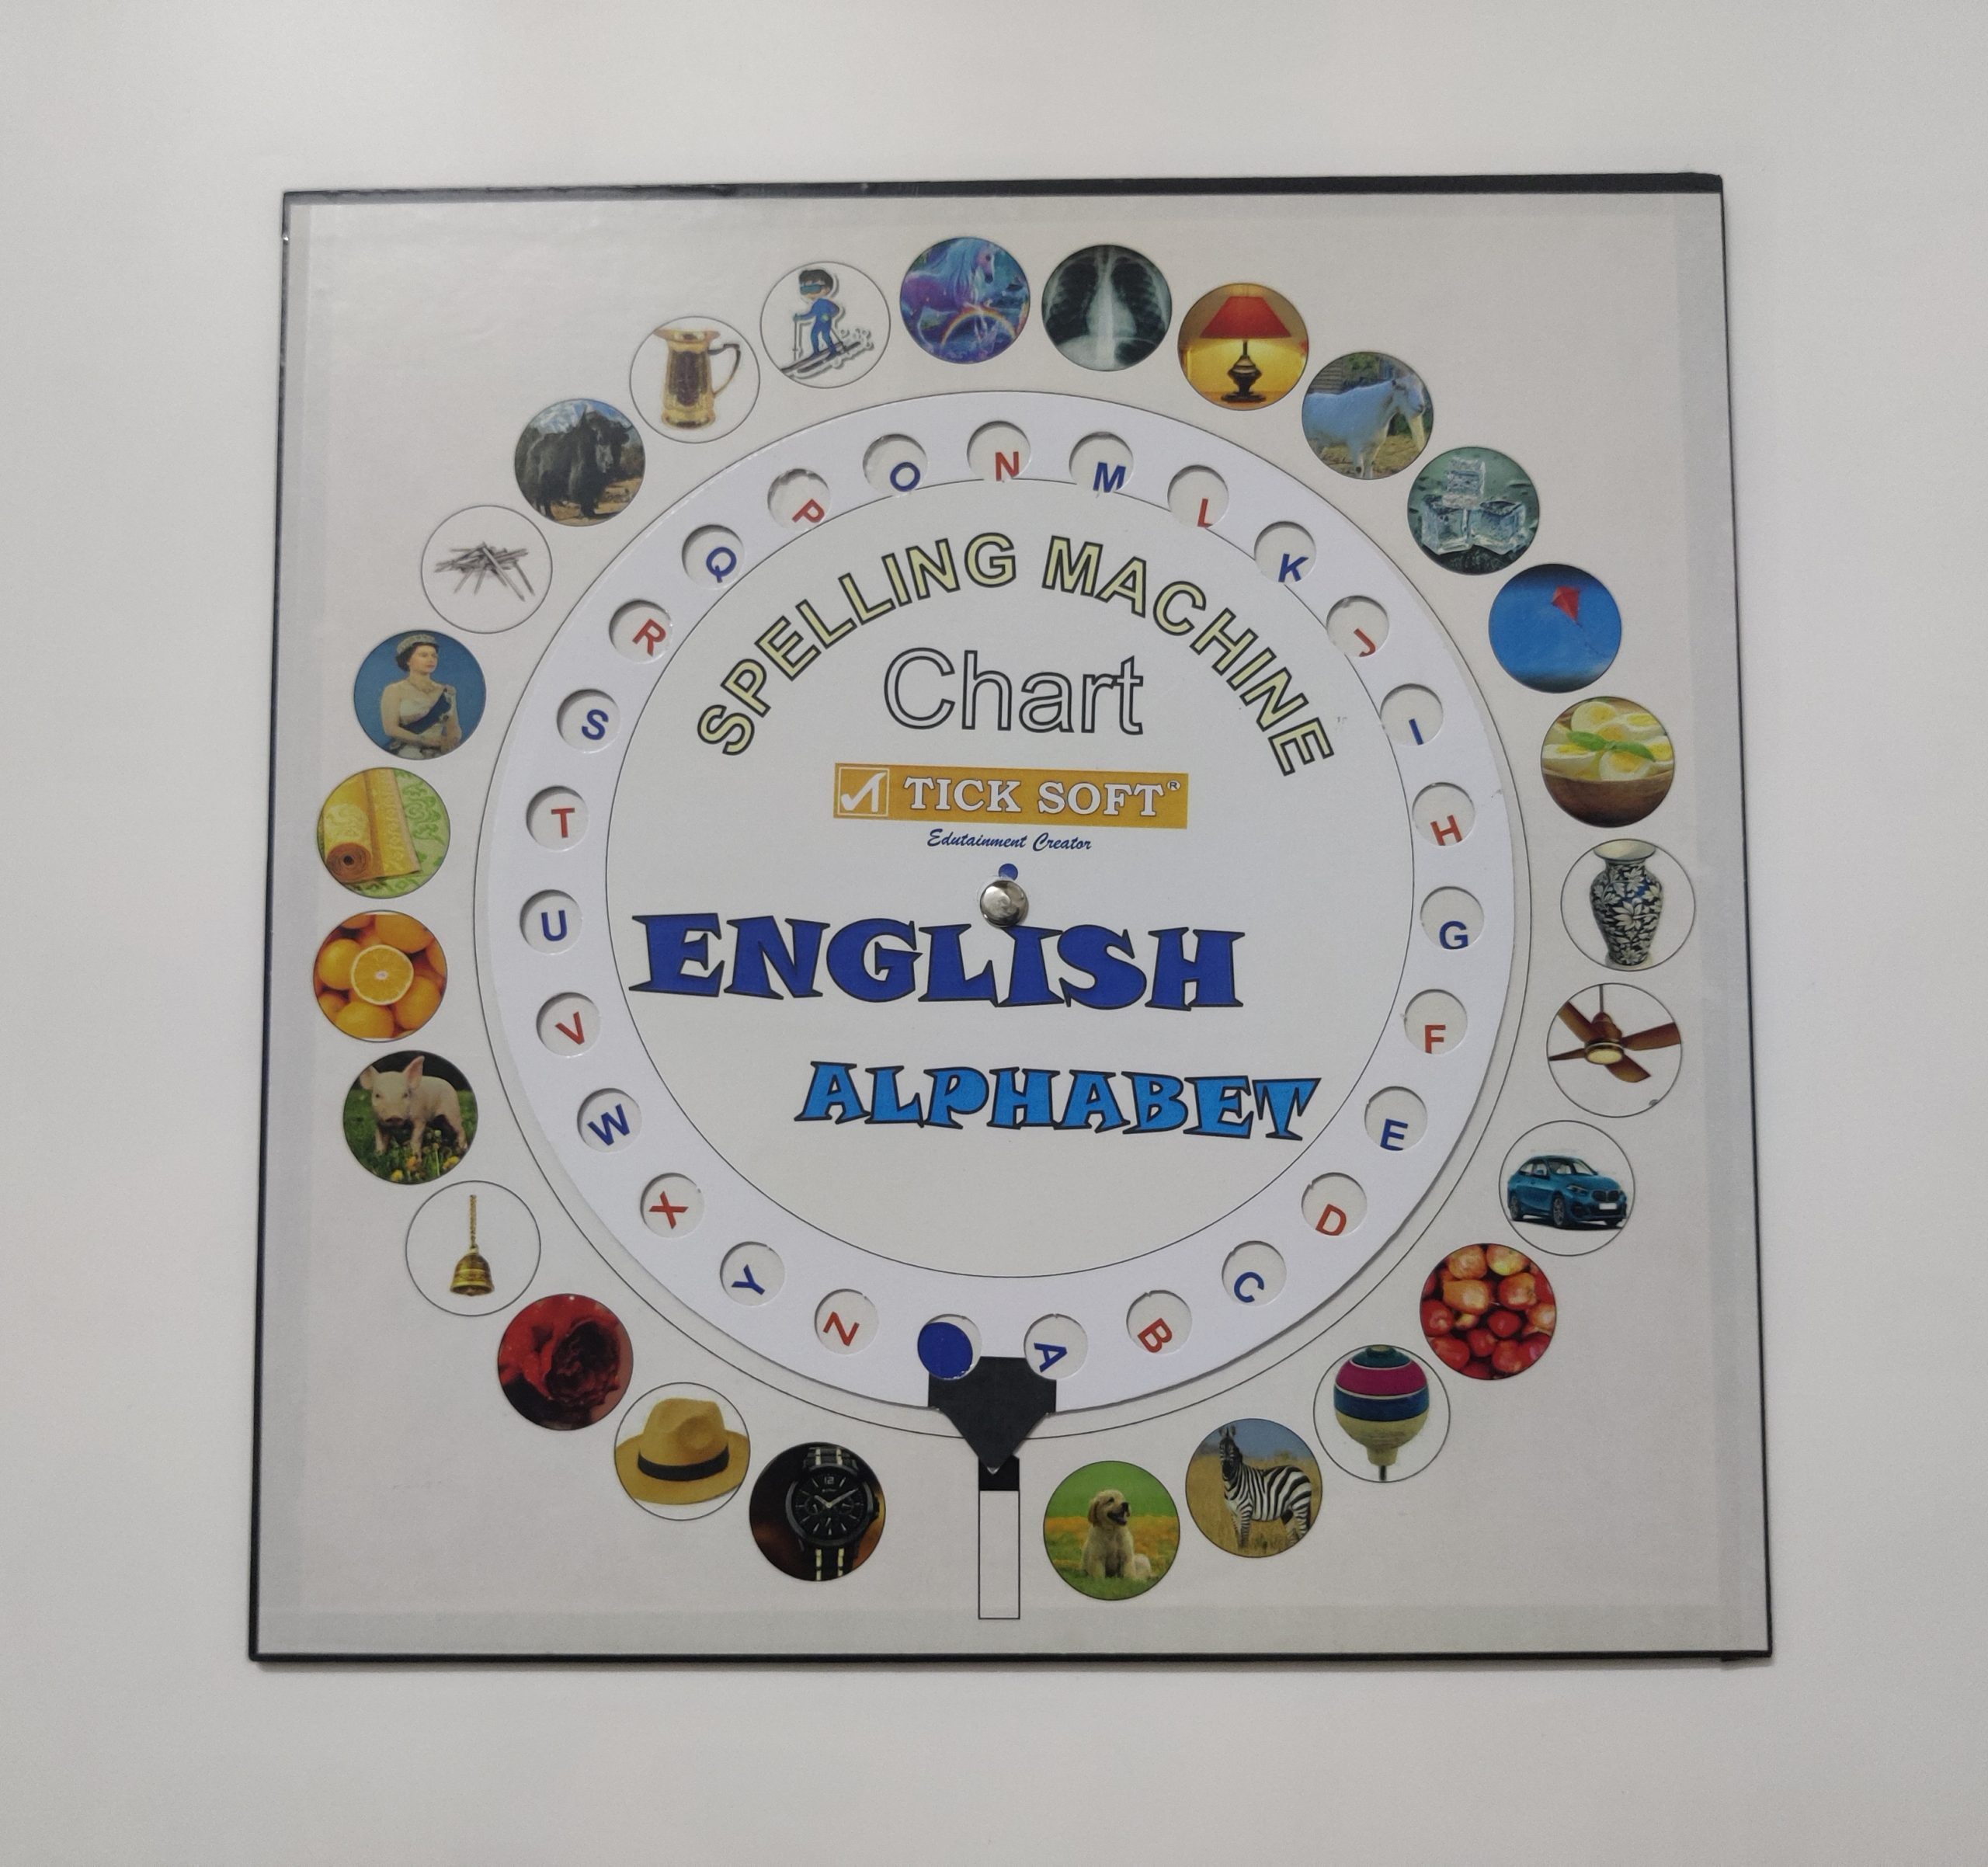 SPELLING MACHINE
Chart
TICK SOFT®
Edutainment Creator
ENGLISH
ALPHABET
A
B
C
D
E
F
G
H
I
J
K
L
M
N
O
P
Q
R
S
T
U
V
W
X
Y
Z